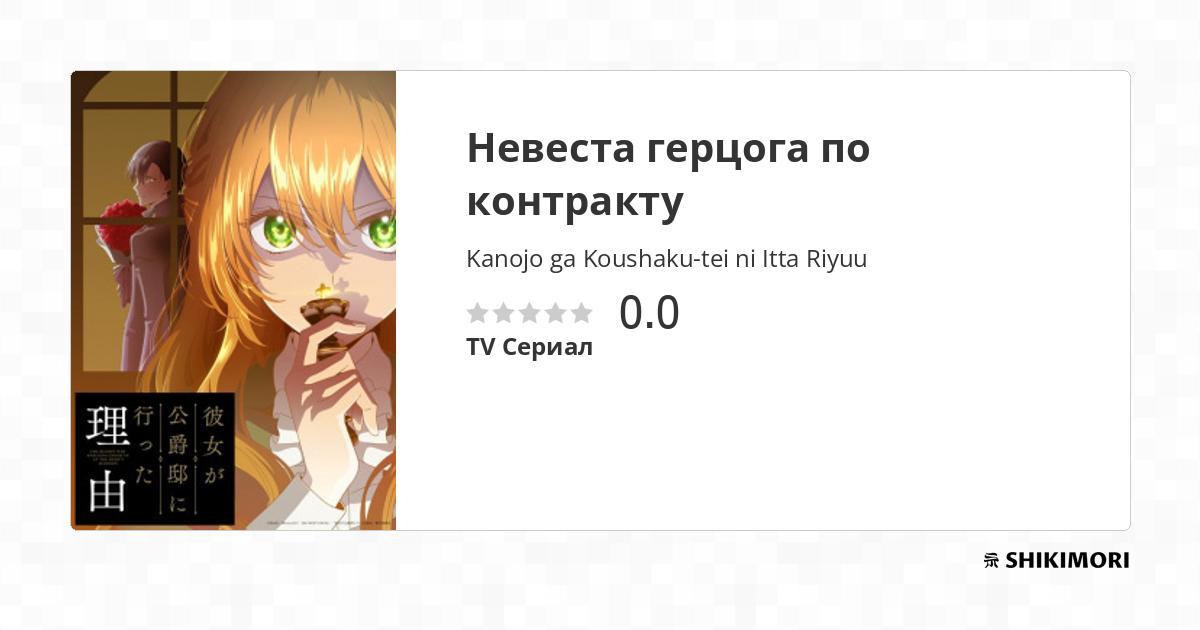 Невеста герцога по
контракту
Kanojo ga Koushaku-tei ni Itta Riyuu
0.0
TV Сериал
彼女が
公爵邸に
行った
理由
SHIKIMORI